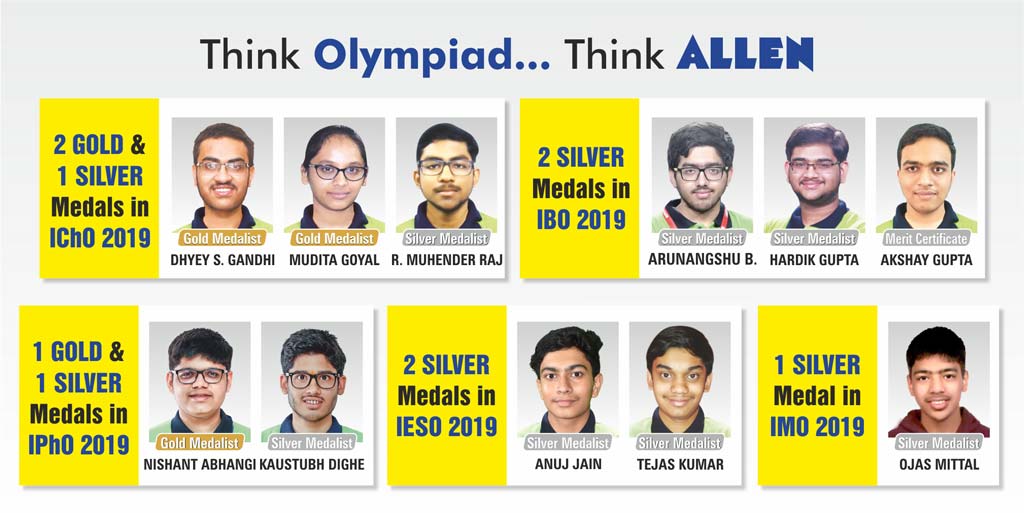 Think Olympiad... Think ALLEN
2 GOLD &
1 SILVER
Medals in
IChO 2019
Gold Medalist
DHYEY S. GANDHI
Gold Medalist
MUDITA GOYAL
Silver Medalist
R. MUHENDER RAJ
2 SILVER
Medals in
IBO 2019
Silver Medalist
ARUNANGSHU B.
Silver Medalist
HARDIK GUPTA
Merit Certificate
AKSHAY GUPTA
1 GOLD &
1 SILVER
Medals in
IPhO 2019
Gold Medalist
NISHANT ABHANGI
Silver Medalist
KAUSTUBH DIGHE
2 SILVER
Medals in
IESO 2019
Silver Medalist
ANUJ JAIN
Silver Medalist
TEJAS KUMAR
1 SILVER
Medal in
IMO 2019
Silver Medalist
OJAS MITTAL